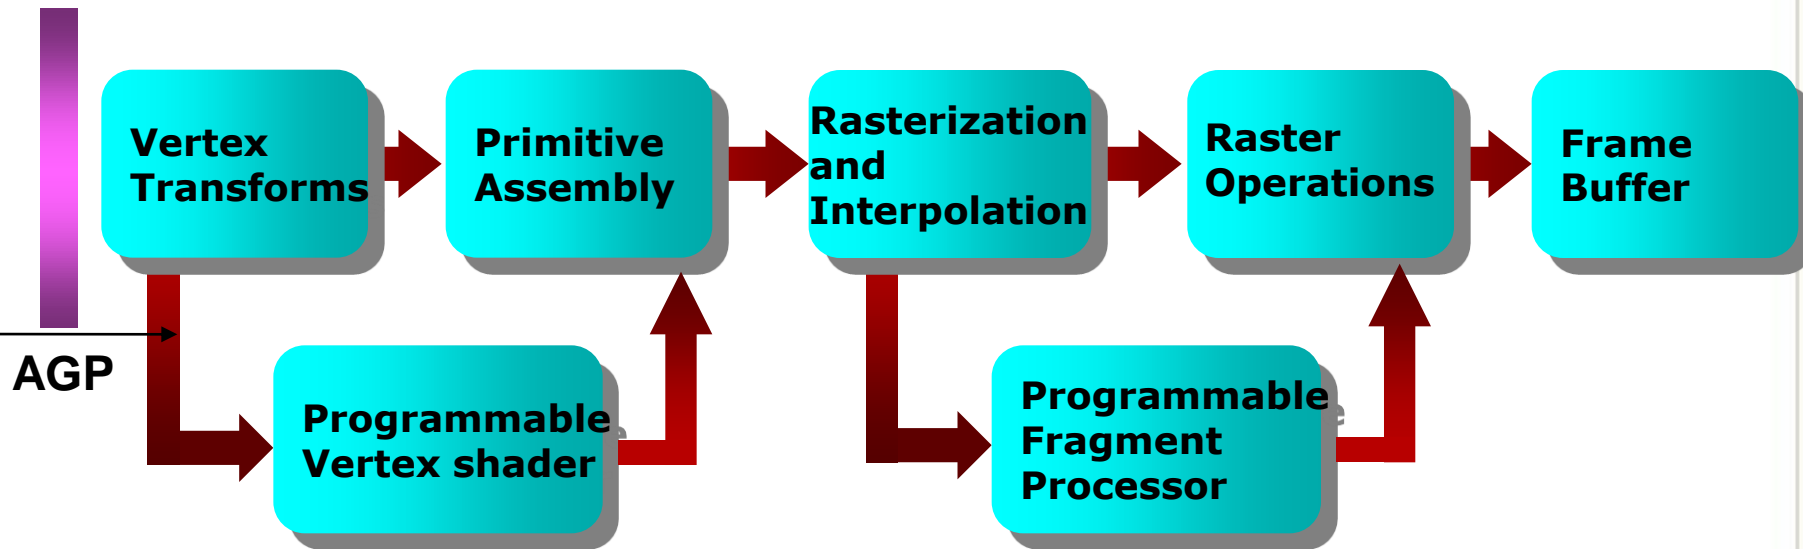 Vertex
Transforms
Primitive
Assembly
Rasterization
and
Interpolation
Raster
Operations
Frame
Buffer
AGP
Programmable
Vertex shader
Programmable
Fragment
Processor